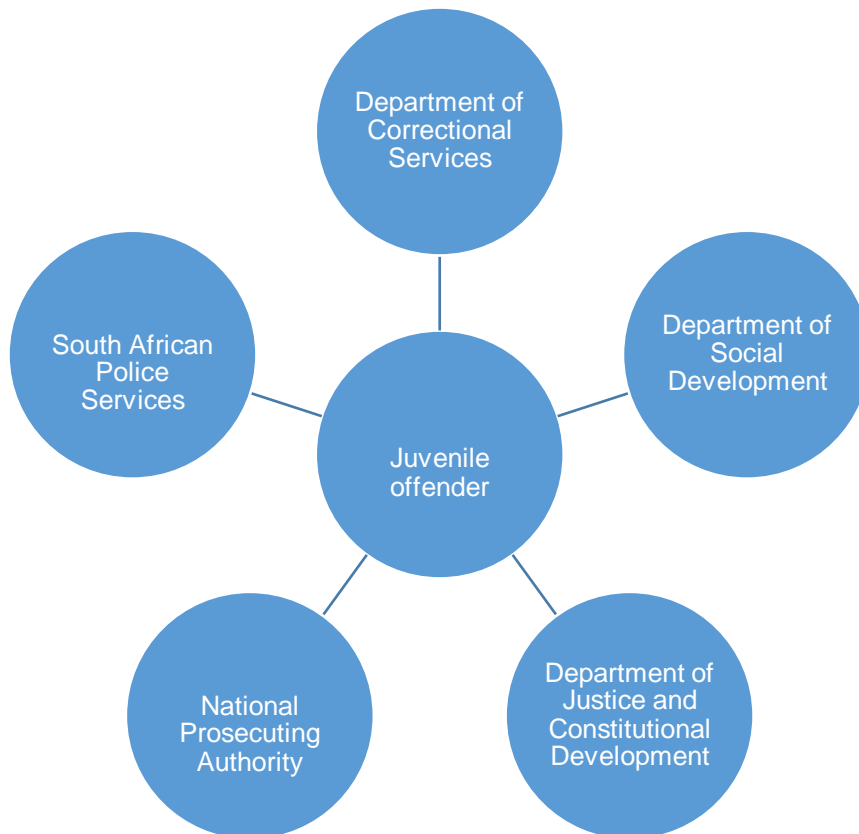 Department of
Correctional
Services
South African
Police
Services
Department of
Social
Development
Juvenile
offender
National
Prosecuting
Authority
Department of
Justice and
Constitutional
Development